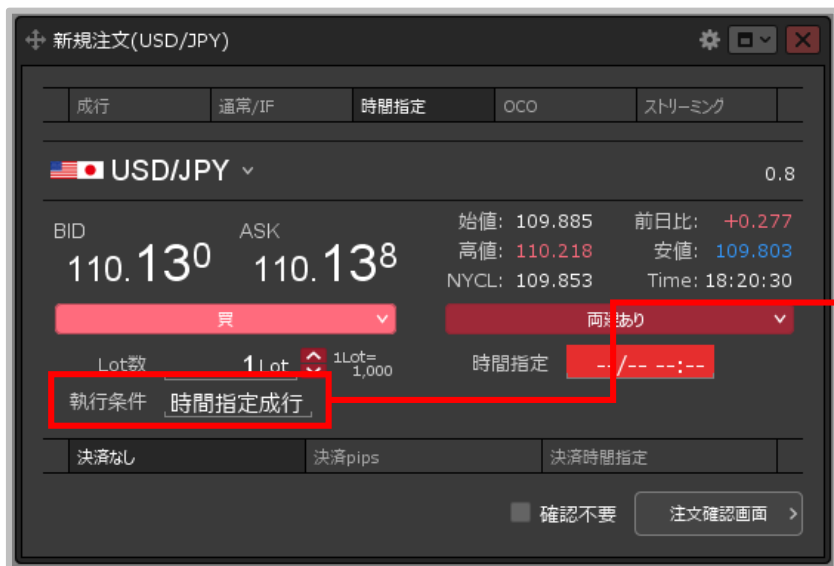 新規注文(USD/JPY)
成行 通常/IF 時間指定 OCO ストリーミング
USD/JPY 0.8
BID ASK 始値: 109.885 前日比: +0.277
110.130 110.138 高値: 110.218 安値: 109.803
NYCL: 109.853 Time: 18:20:30
買 両建あり
Lot数 1Lot 1Lot=1,000 時間指定 --/-- --:--
執行条件 時間指定成行
決済なし 決済pips 決済時間指定
確認不要 注文確認画面